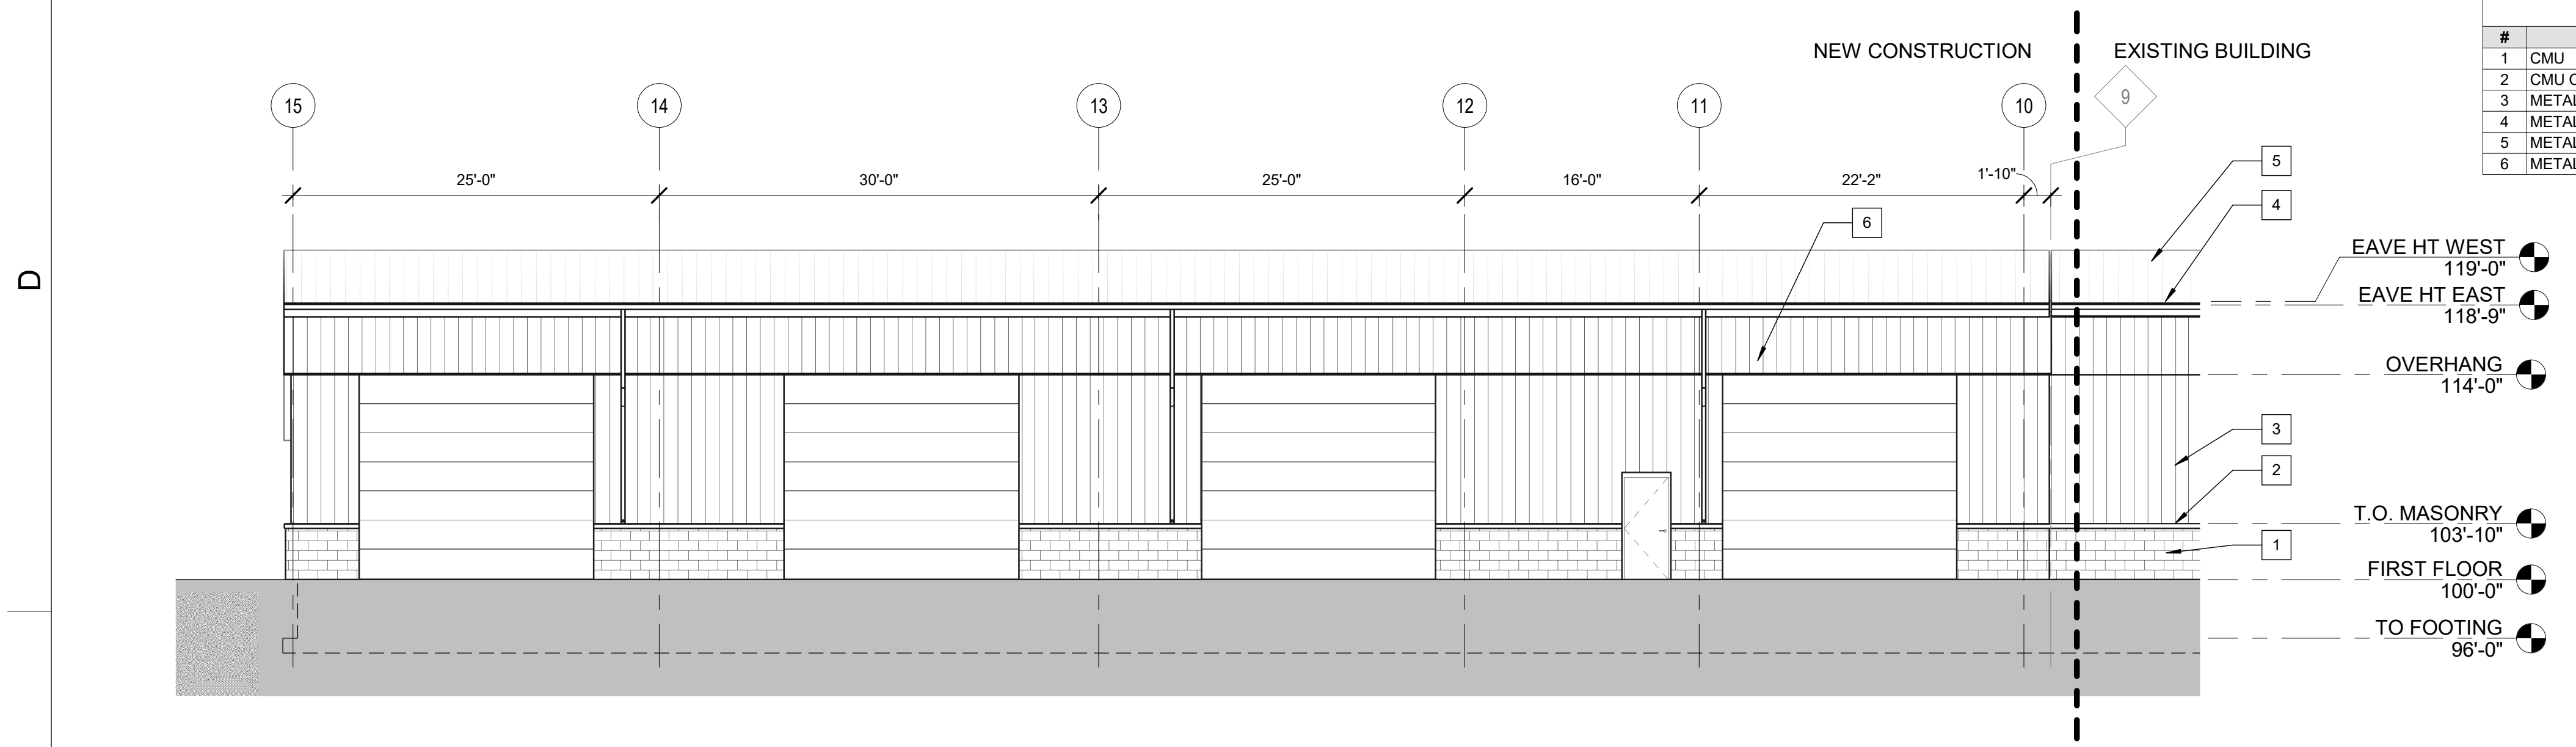 NEW CONSTRUCTION
EXISTING BUILDING
#
1 CMU
2 CMU
3
4
5
6
15
14
13
12
11
10
9
25'-0"
30'-0"
25'-0"
16'-0"
22'-2"
1'-10"
5
4
6
EAVE HT WEST
119'-0"
EAVE HT EAST
118'-9"
D
OVERHANG
114'-0"
3
2
T.O. MASONRY
103'-10"
1
FIRST FLOOR
100'-0"
TO FOOTING
96'-0"